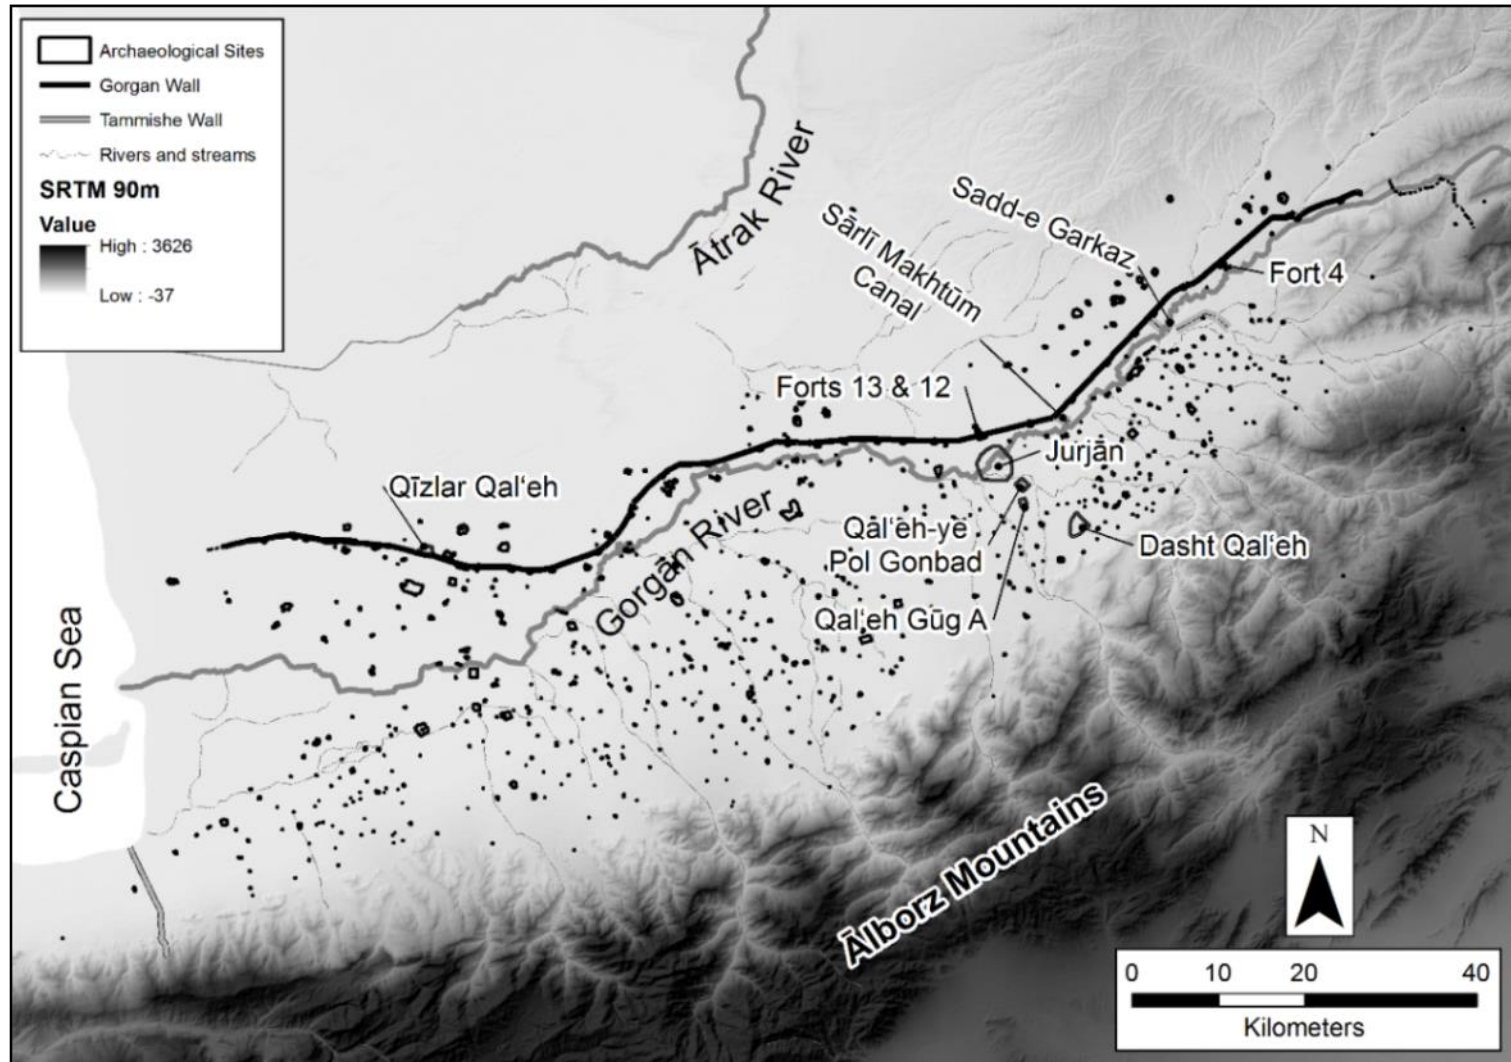 Archaeological Sites
Gorgan Wall
Tammishe Wall
Rivers and streams
SRTM 90m
Value
High : 3626
Low : -37
Ātrak River
Sārlī Makhtūm
Canal
Sadd-e Garkaz
Fort 4
Forts 13 & 12
Jurjān
Qīzlar Qal‘eh
Gorgān River
Qal‘eh-ye
Pol Gonbad
Dasht Qal‘eh
Qal‘eh Gūg A
Caspian Sea
Ālborz Mountains
N
0 10 20 40
Kilometers